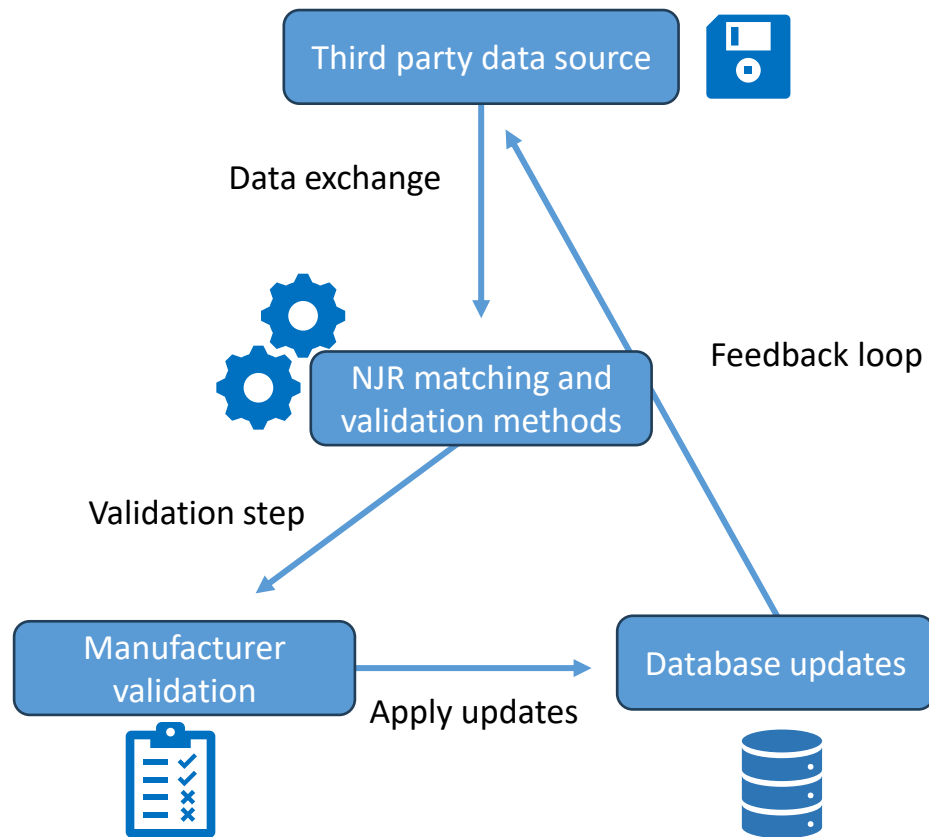 Third party data source
Data exchange
NJR matching and
validation methods
Feedback loop
Validation step
Manufacturer
validation
Apply updates
Database updates